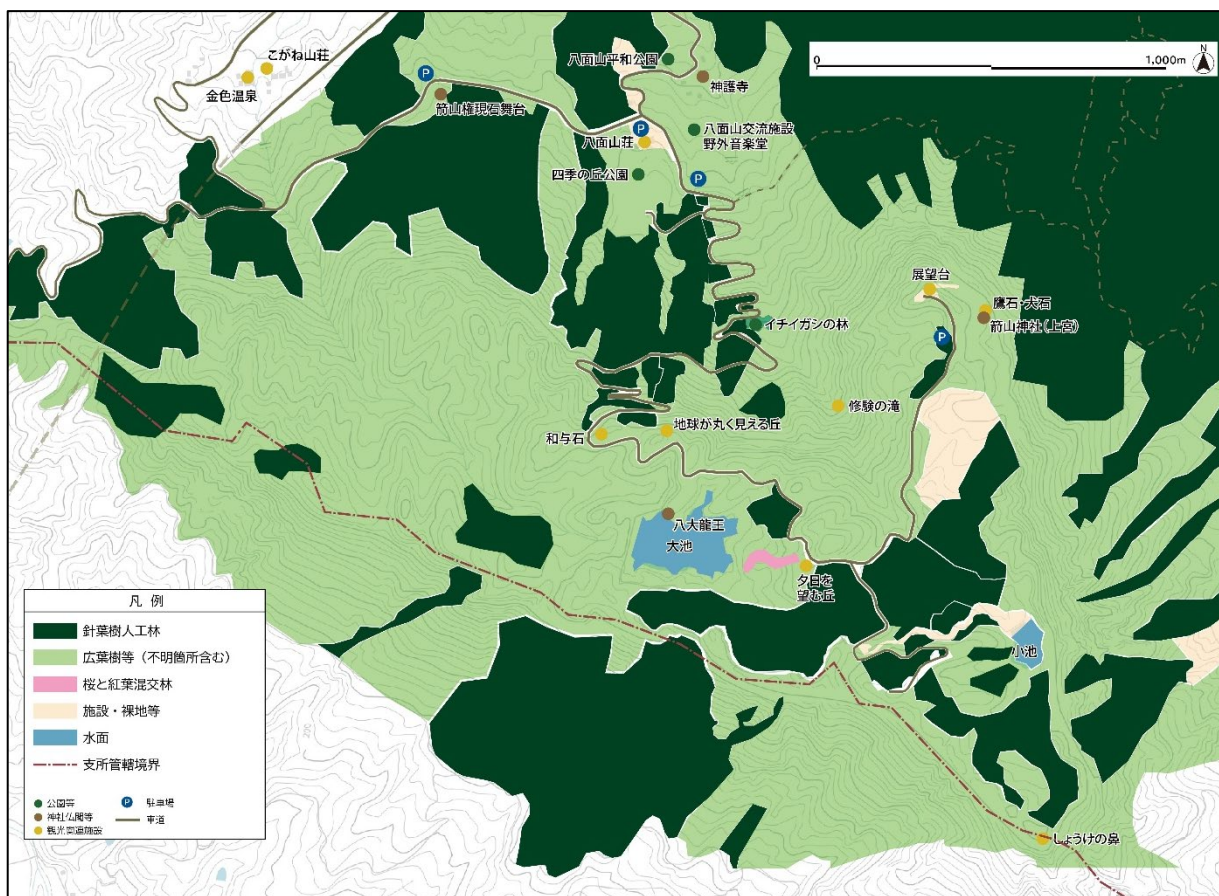 こがね山荘
金色温泉
P
箭山権現石舞台
八面山平和公園
神護寺
0
1,000m
N
P
八面山荘
八面山交流施設
野外音楽堂
四季の丘公園
P
展望台
鷹石・犬石
箭山神社(上宮)
イチイガシの林
P
修験の滝
地球が丸く見える丘
和与石
八大龍王
大池
夕日を
望む丘
小池
しょうけの鼻
凡例
針葉樹人工林
広葉樹等(不明箇所含む)
桜と紅葉混交林
施設・裸地等
水面
支所管轄境界
公園等
P
駐車場
神社仏閣等
車道
観光関連施設